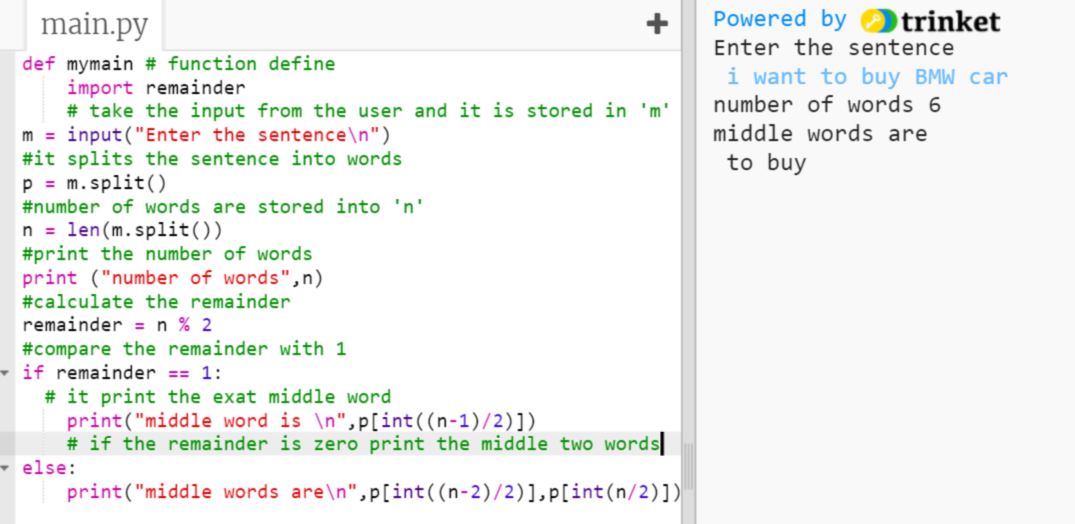 main.py
+
def mymain # function define
import remainder
# take the input from the user and it is stored in 'm'
m = input("Enter the sentence\n")
#it splits the sentence into words
p = m.split()
#number of words are stored into 'n'
n = len(m.split())
#print the number of words
print ("number of words",n)
#calculate the remainder
remainder = n % 2
#compare the remainder with 1
if remainder == 1:
# it print the exat middle word
print("middle word is \n",p[int((n-1)/2)])
# if the remainder is zero print the middle two words
else:
print("middle words are\n",p[int((n-2)/2)],p[int(n/2)])
Powered by trinket
Enter the sentence
i want to buy BMW car
number of words 6
middle words are
to buy